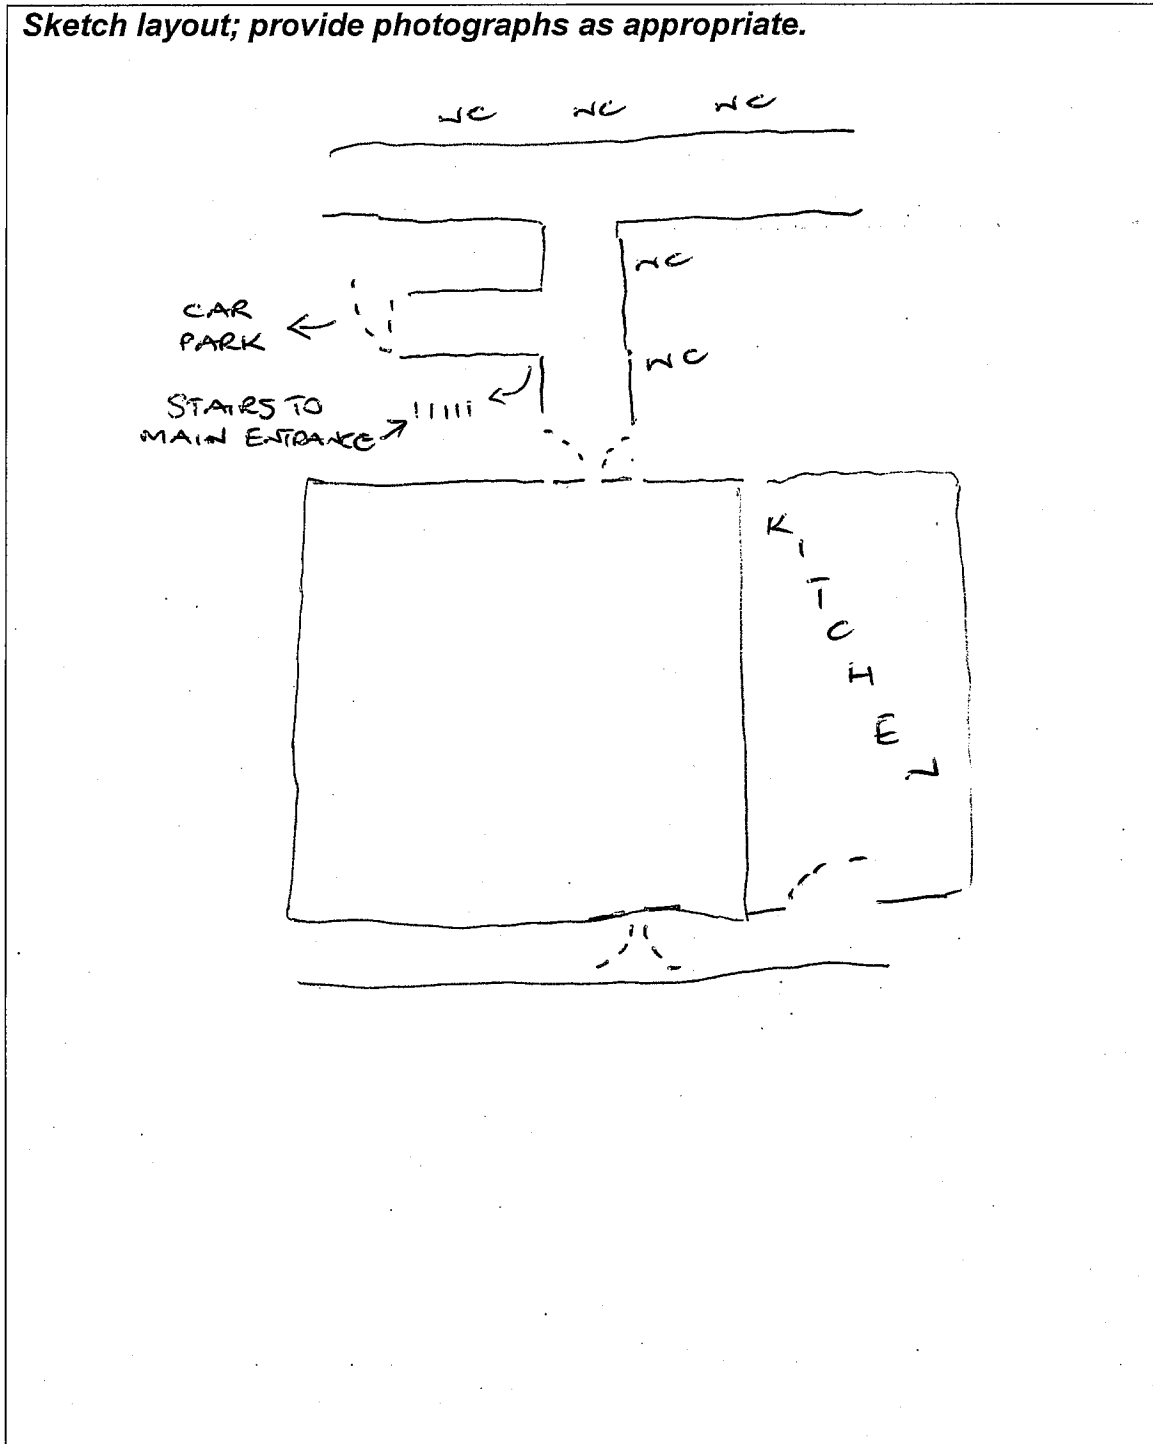 Sketch layout; provide photographs as appropriate.
WC WC WC
WC
CAR
PARK
WC
STAIRS TO
MAIN ENTRANCE
KITCHEN